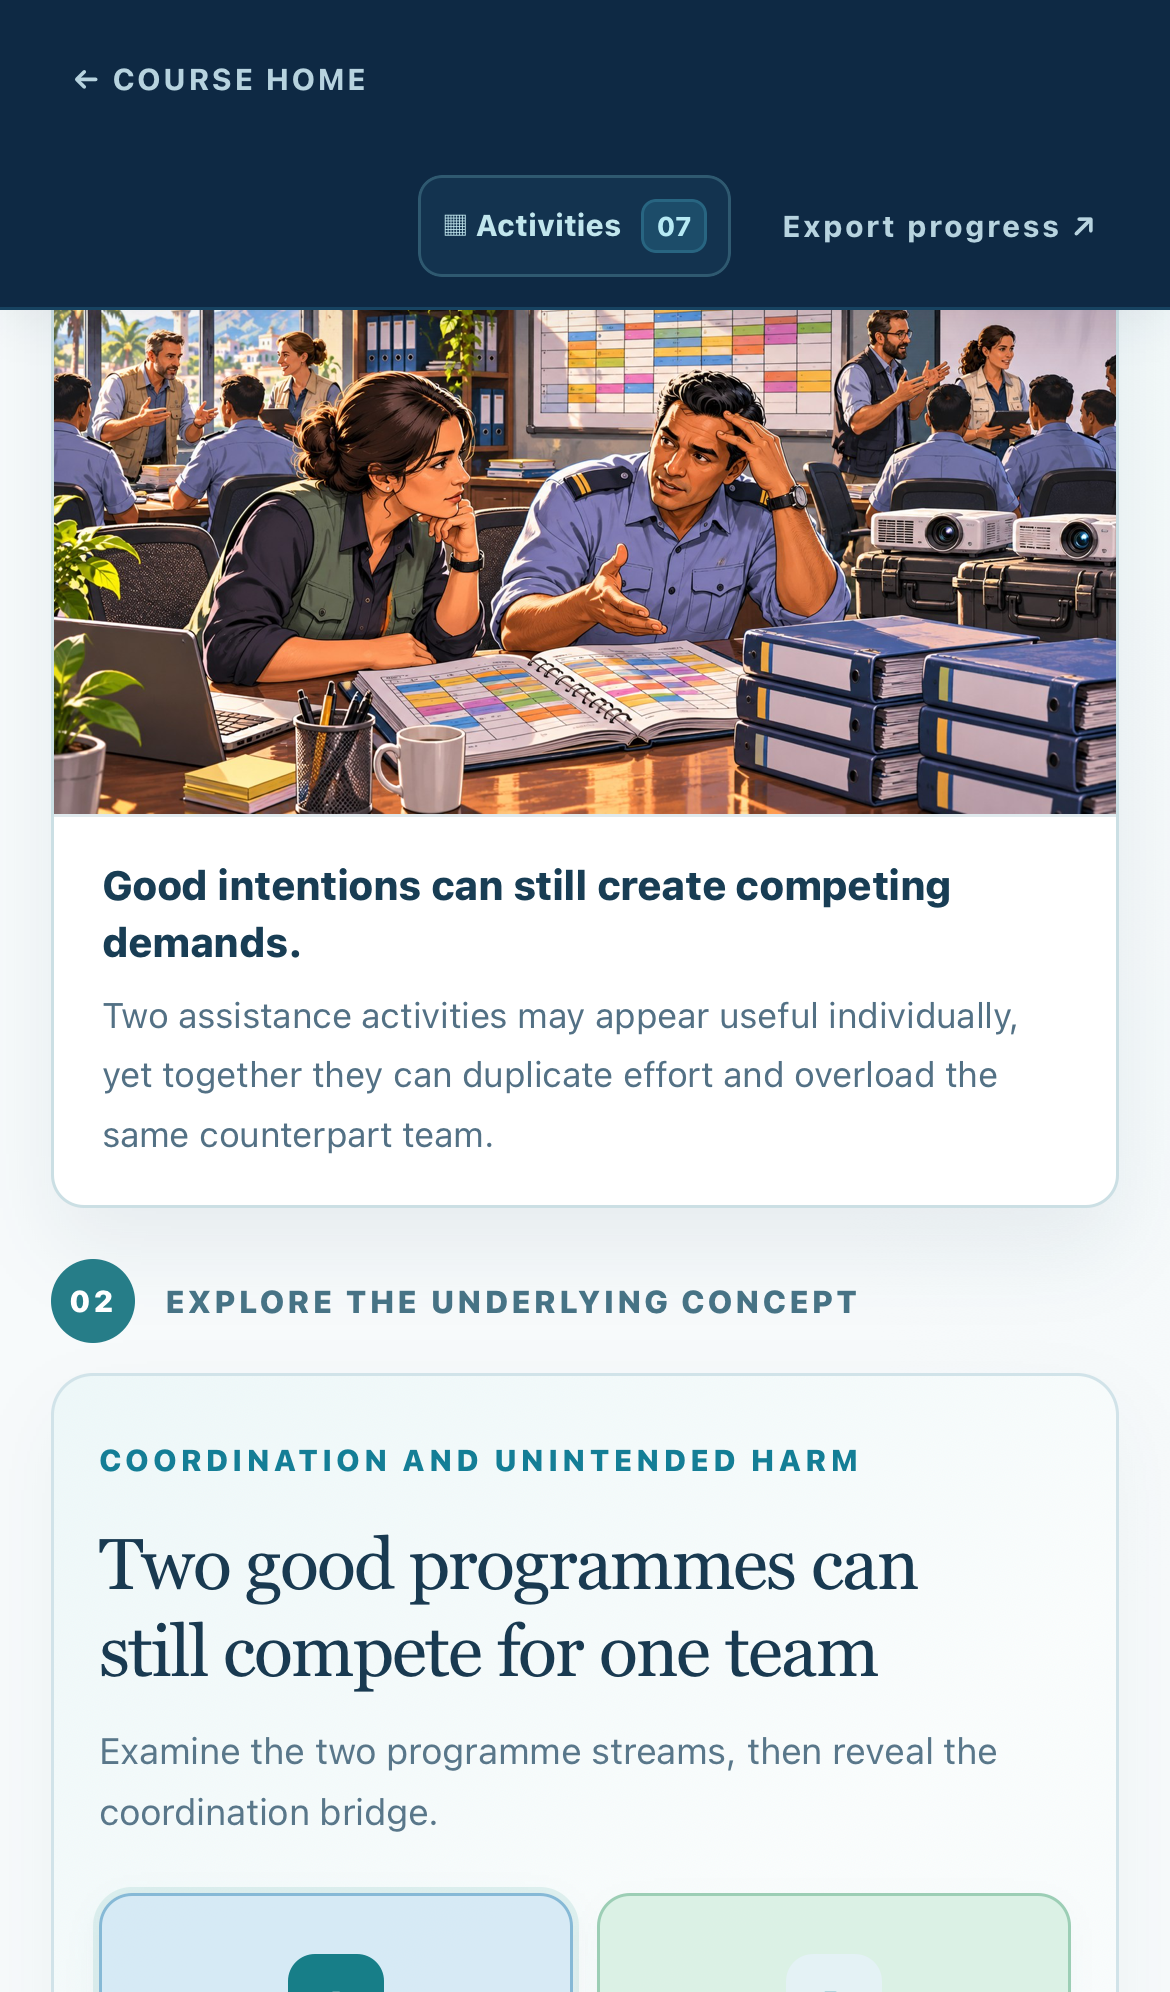 ← COURSE HOME
Activities 07
Export progress ↗
Good intentions can still create competing
demands.
Two assistance activities may appear useful individually,
yet together they can duplicate effort and overload the
same counterpart team.
02 EXPLORE THE UNDERLYING CONCEPT
COORDINATION AND UNINTENDED HARM
Two good programmes can
still compete for one team
Examine the two programme streams, then reveal the
coordination bridge.